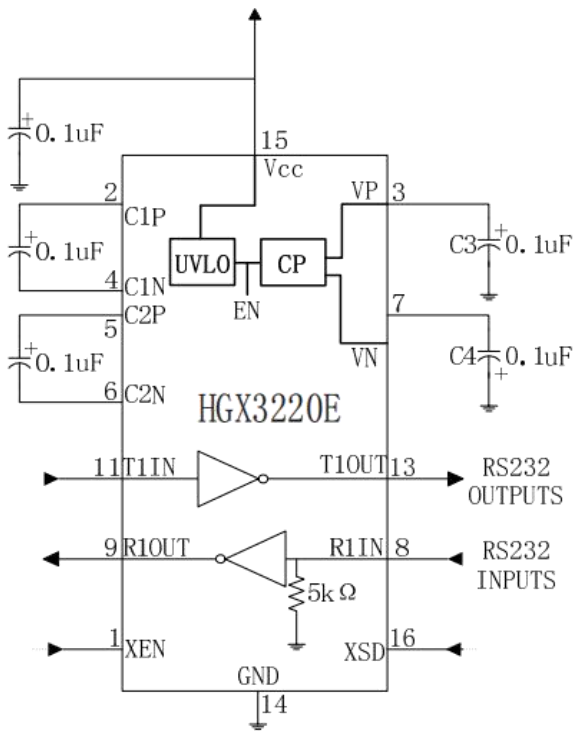 0.1uF
+
15
Vcc
2
C1P
VP
3
+
0.1uF
4
C1N
UVLO
CP
EN
C3
+
0.1uF
C2P
5
7
+
0.1uF
VN
C4
0.1uF
+
6
C2N
HGX3220E
11
T1IN
T1OUT
13
RS232
OUTPUTS
9
R1OUT
R1IN
8
RS232
INPUTS
5kΩ
1
XEN
XSD
16
GND
14